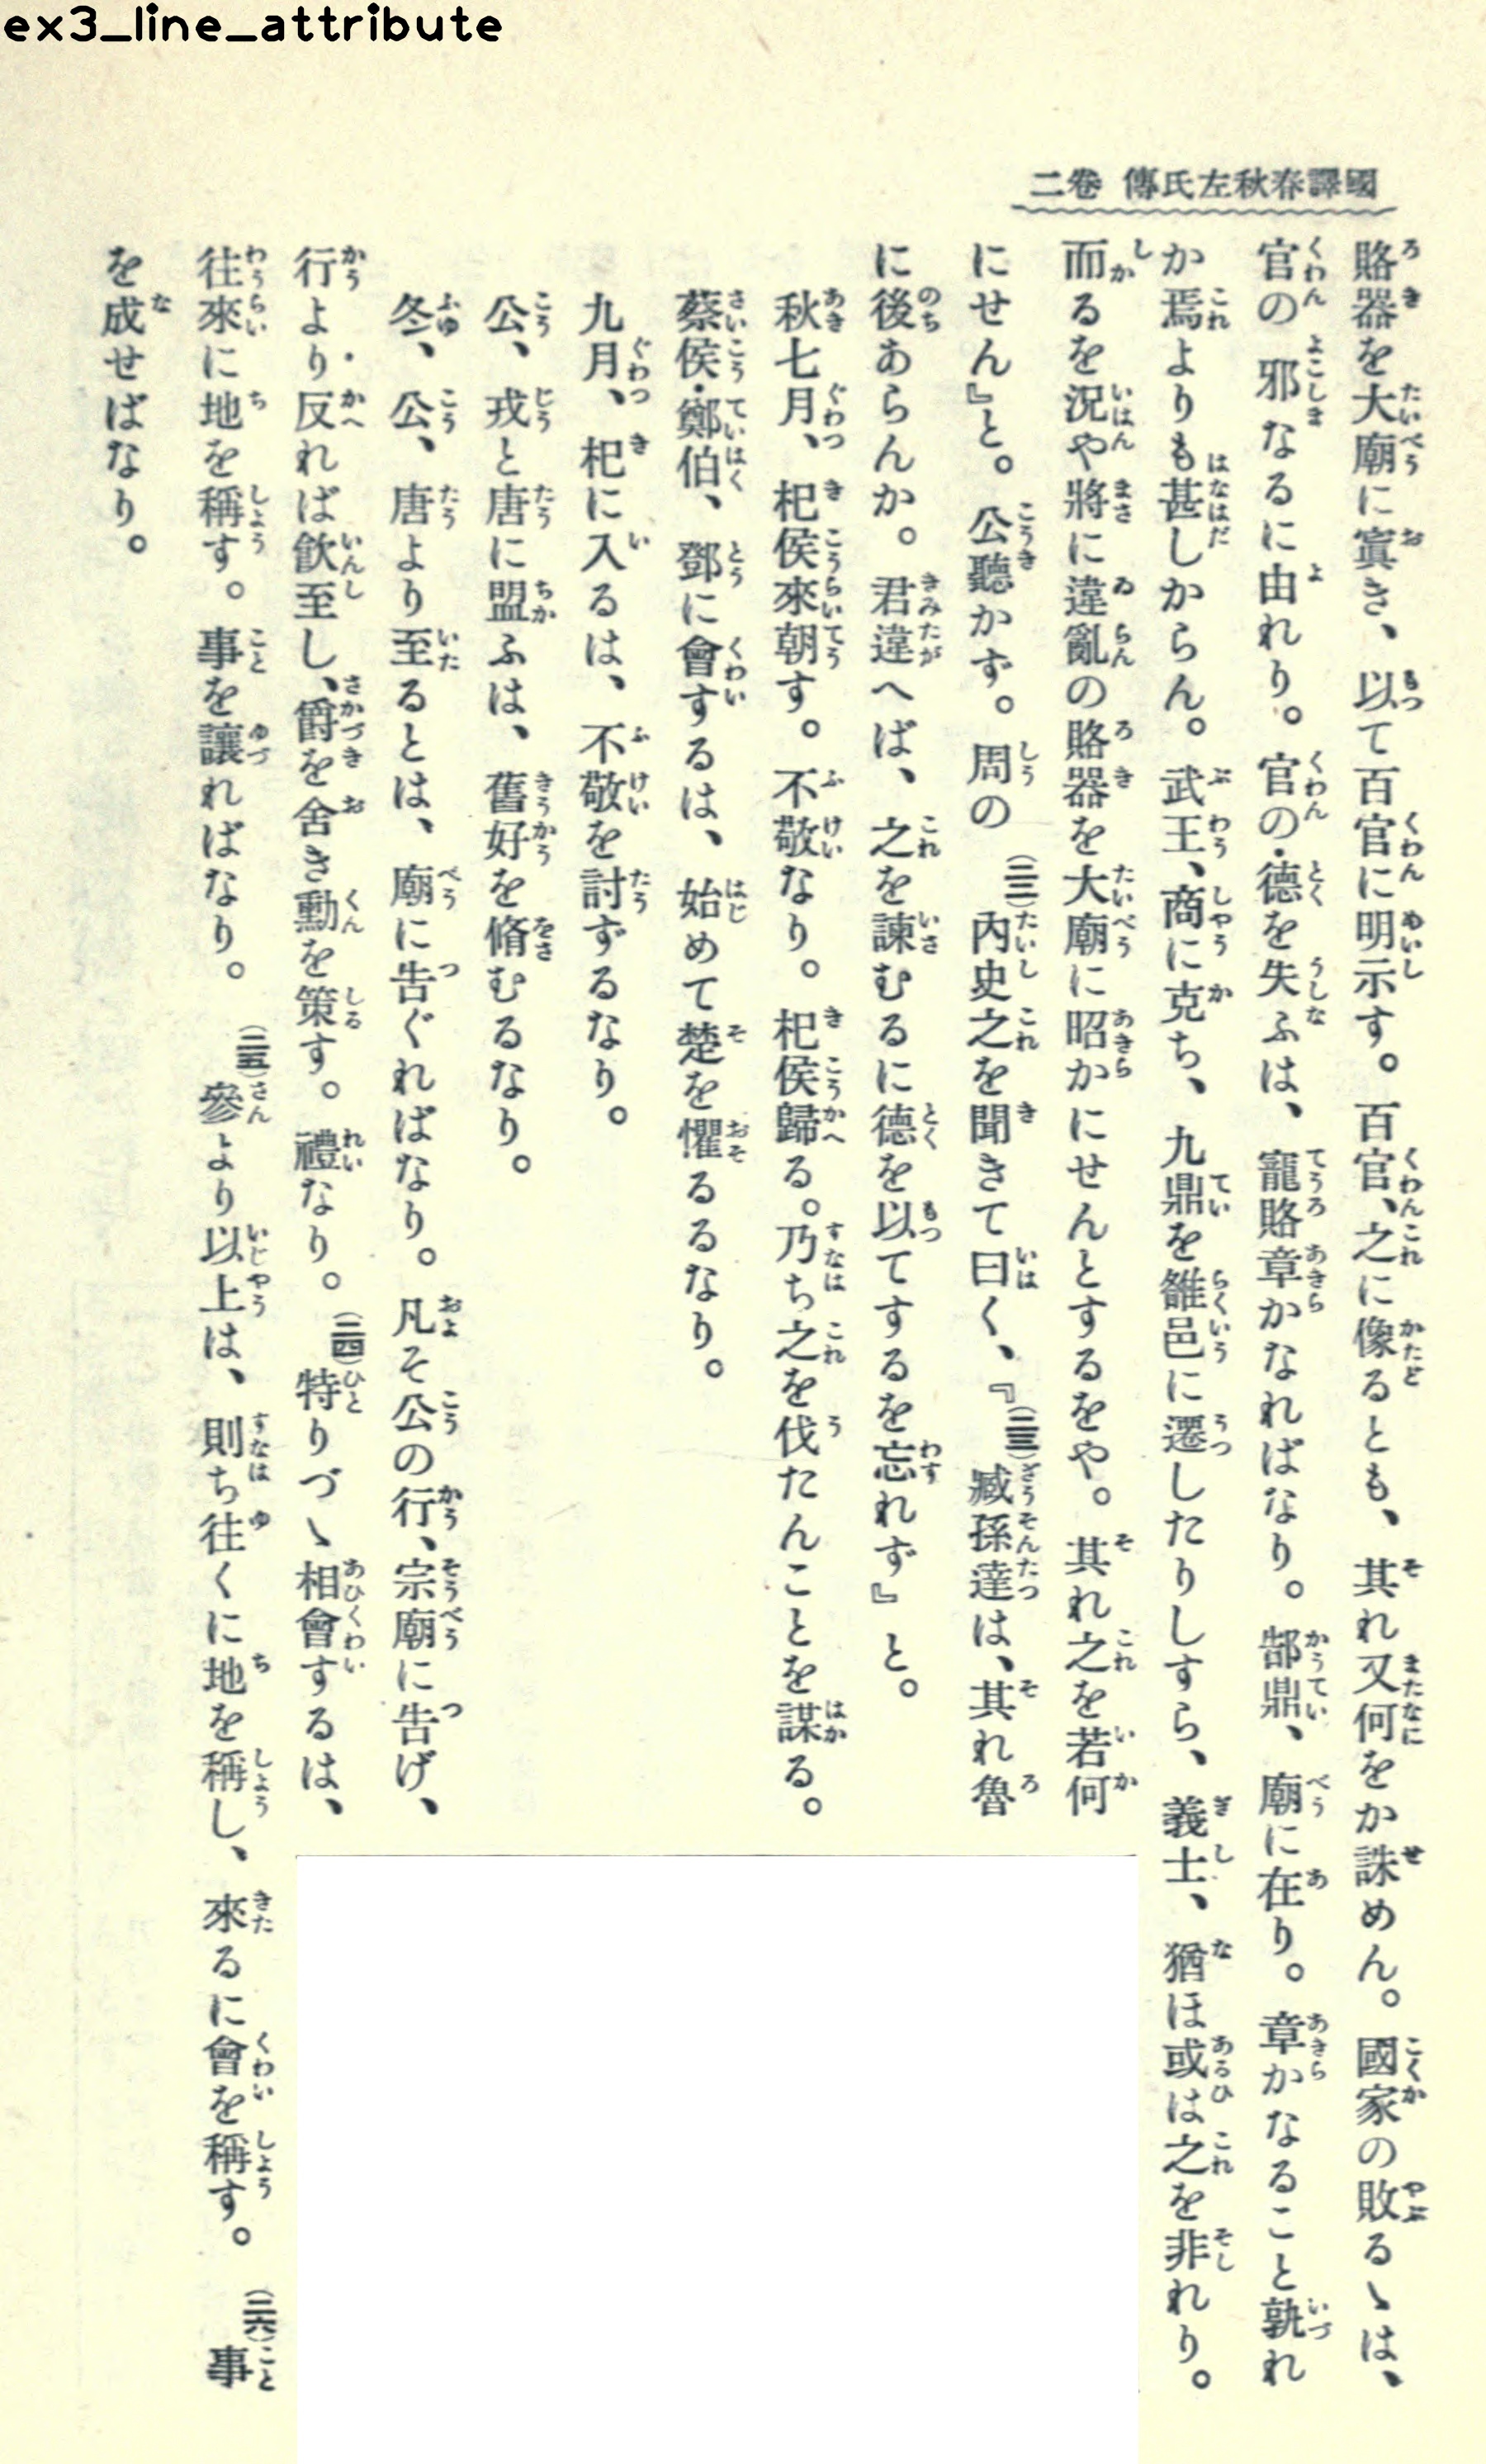 ex3_line_attribute
國譯春秋左氏傳 卷二
賂器を大廟に寘き、以て百官に明示す。百官、之に像るとも、其れ又何をか誅めん。國家の敗るゝは、
官の邪なるに由れり。官の・德を失ふは、寵賂章かなればなり。郜鼎、廟に在り。章かなること孰れ
か焉よりも甚しからん。武王、商に克ち、九鼎を雒邑に遷したりしすら、義士、猶ほ或は之を非れり。
而るを況や將に違亂の賂器を大廟に昭かにせんとするをや。其れ之を若何
にせん』と。公聽かず。周の(二二)內史之を聞きて曰く、『(二三)臧孫達は、其れ魯
に後あらんか。君違へば、之を諫むるに德を以てするを忘れず』と。
秋七月、杞侯來朝す。不敬なり。杞侯歸る。乃ち之を伐たんことを謀る。
蔡侯・鄭伯、鄧に會するは、始めて楚を懼るるなり。
九月、杞に入るは、不敬を討ずるなり。
公、戎と唐に盟ふは、舊好を脩むるなり。
冬、公、唐より至るとは、廟に告ぐればなり。凡そ公の行、宗廟に告げ、
行より・反れば飮至し、爵を舍き勳を策す。禮なり。(二四)特りづゝ相會するは、
往來に地を稱す。事を讓ればなり。(二五)參より以上は、則ち往くに地を稱し、來るに會を稱す。(二六)事
を成せばなり。